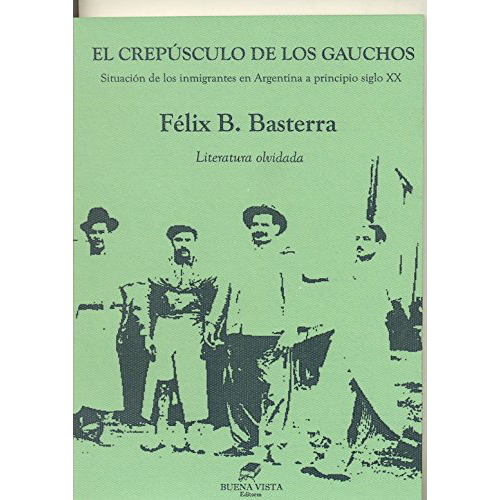 EL CREPÚSCULO DE LOS GAUCHOS
Situación de los inmigrantes en Argentina a principio siglo XX
Félix B. Basterra
Literatura olvidada
BUENA VISTA
Editores